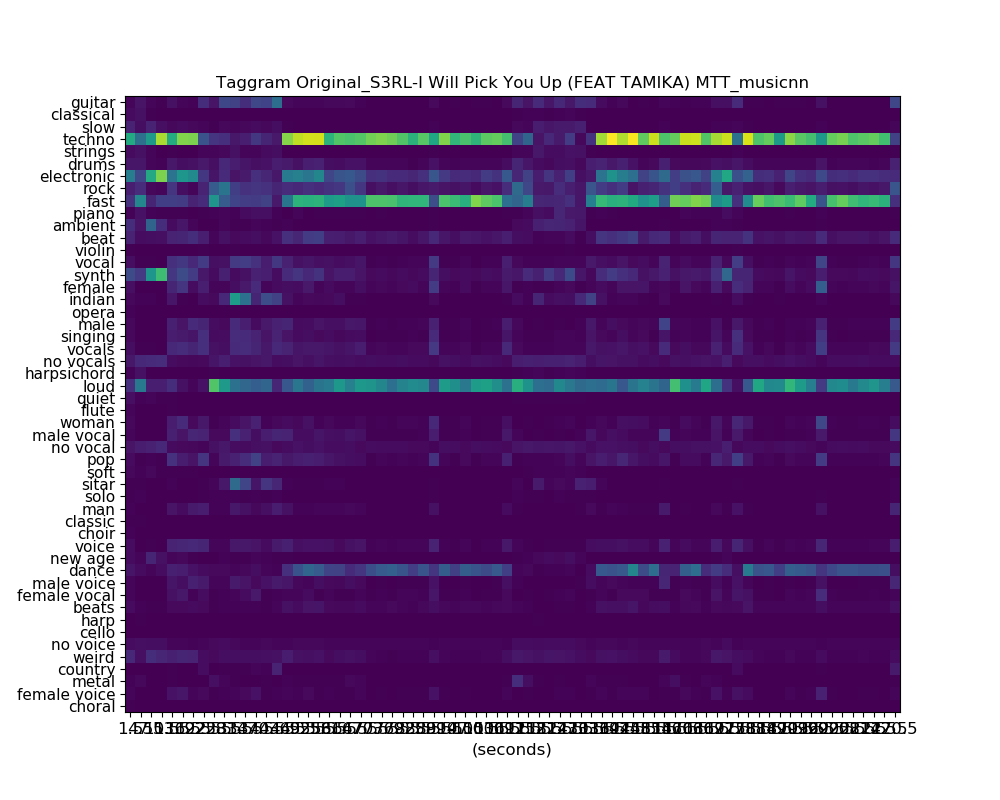 Taggram Original_S3RL-I Will Pick You Up (FEAT TAMIKA) MTT_musicnn
guitar
classical
slow
techno
strings
drums
electronic
rock
fast
piano
ambient
beat
violin
vocal
synth
female
indian
opera
male
singing
vocals
no vocals
harpsichord
loud
quiet
flute
woman
male vocal
no vocal
pop
soft
sitar
solo
man
classic
choir
voice
new age
dance
male voice
female vocal
beats
harp
cello
no voice
weird
country
metal
female voice
choral
(seconds)